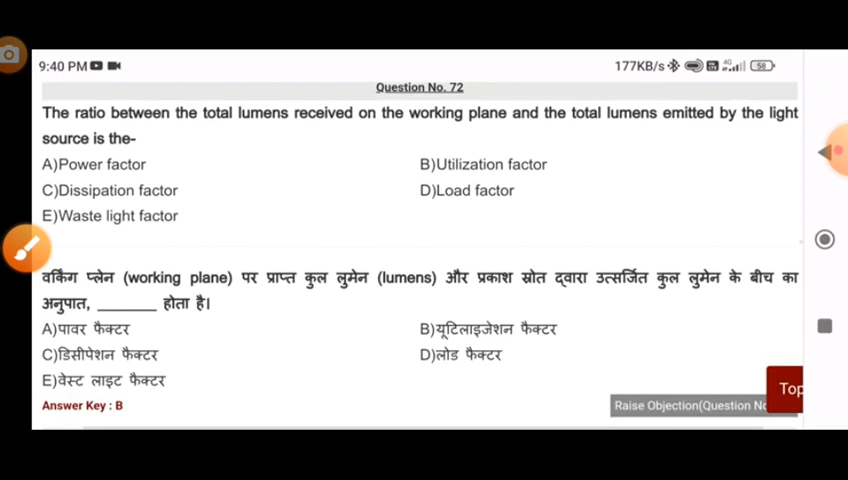 9:40 PM 177KB/s 4G 58
Question No. 72
The ratio between the total lumens received on the working plane and the total lumens emitted by the light
source is the-
A)Power factor B)Utilization factor
C)Dissipation factor D)Load factor
E)Waste light factor
वर्किंग प्लेन (working plane) पर प्राप्त कुल लुमेन (lumens) और प्रकाश स्रोत द्वारा उत्सर्जित कुल लुमेन के बीच का
अनुपात, ________ होता है।
A)पावर फैक्टर B)यूटिलाइजेशन फैक्टर
C)डिसीपेशन फैक्टर D)लोड फैक्टर
E)वेस्ट लाइट फैक्टर
Answer Key : B Raise Objection(Question No Top